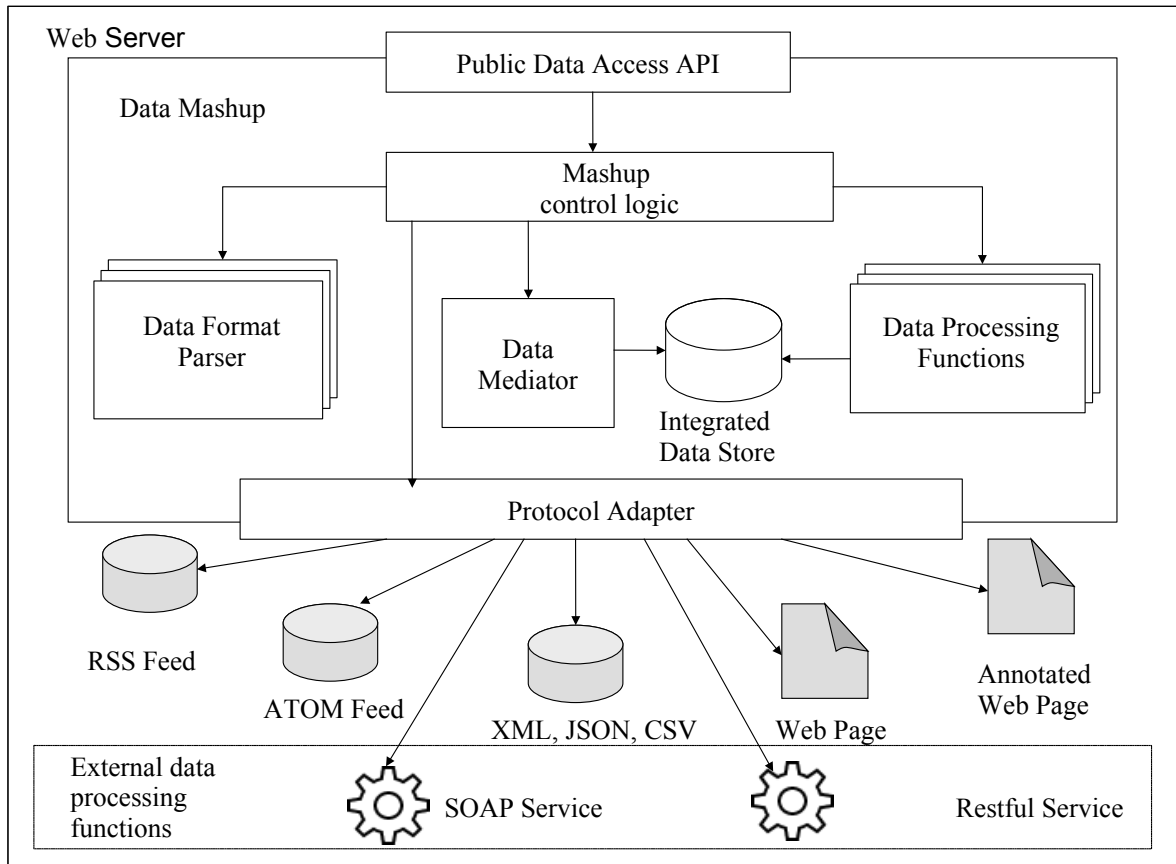 Web Server
Public Data Access API
Data Mashup
Mashup
control logic
Data Format
Parser
Data
Mediator
Integrated
Data Store
Data Processing
Functions
Protocol Adapter
RSS Feed
ATOM Feed
XML, JSON, CSV
Web Page
Annotated
Web Page
External data
processing
functions
SOAP Service
Restful Service